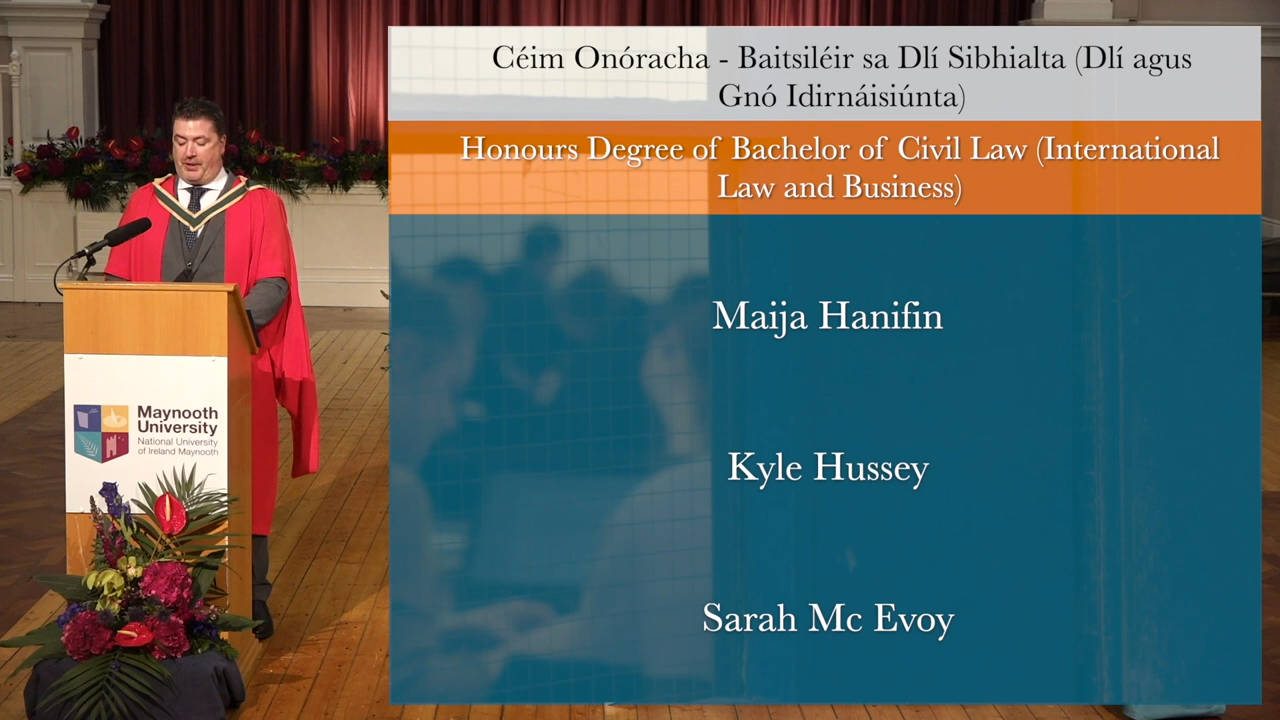 Céim Onóracha - Baitsiléir sa Dlí Sibhialta (Dlí agus
Gnó Idirnáisiúnta)
Honours Degree of Bachelor of Civil Law (International
Law and Business)
Maija Hanifin
Kyle Hussey
Sarah Mc Evoy
Maynooth
University
National University
of Ireland Maynooth